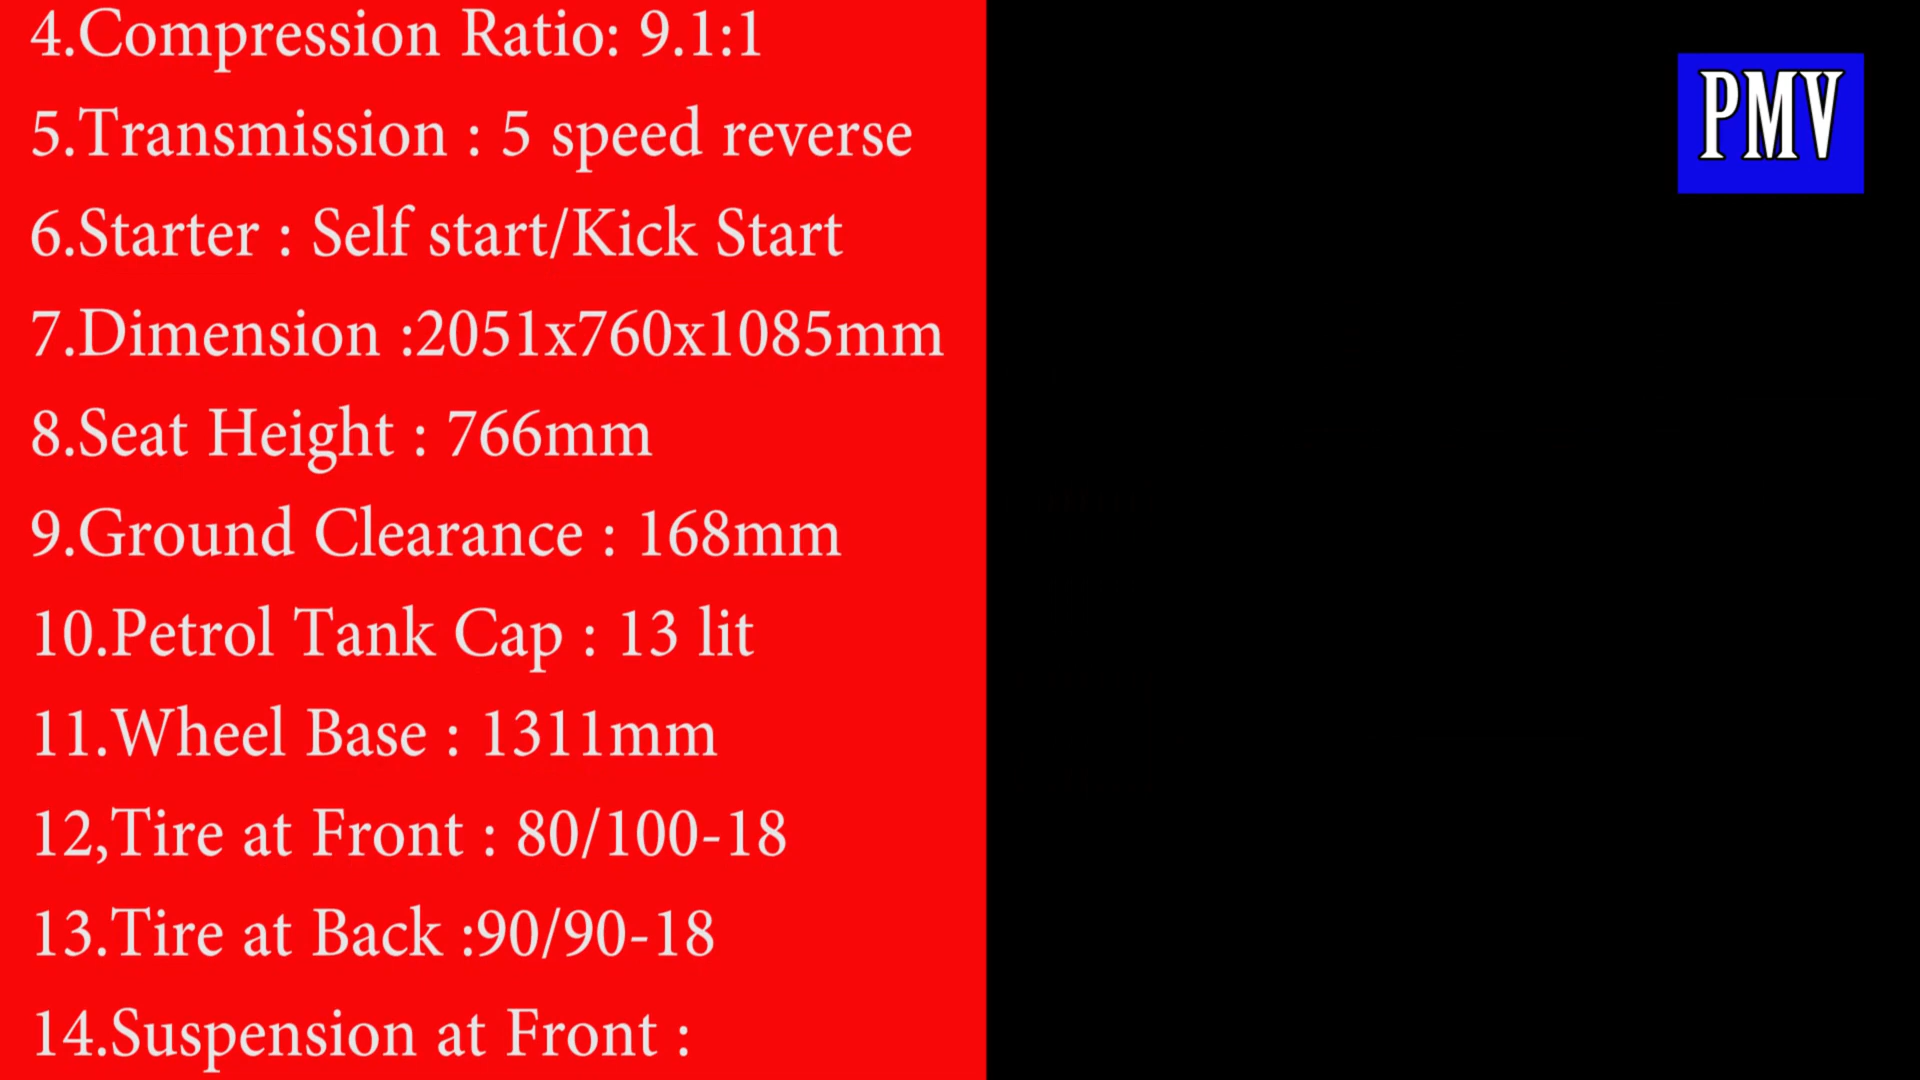 4.Compression Ratio: 9.1:1
5.Transmission : 5 speed reverse
6.Starter : Self start/Kick Start
7.Dimension :2051x760x1085mm
8.Seat Height : 766mm
9.Ground Clearance : 168mm
10.Petrol Tank Cap : 13 lit
11.Wheel Base : 1311mm
12,Tire at Front : 80/100-18
13.Tire at Back :90/90-18
14.Suspension at Front :
PMV